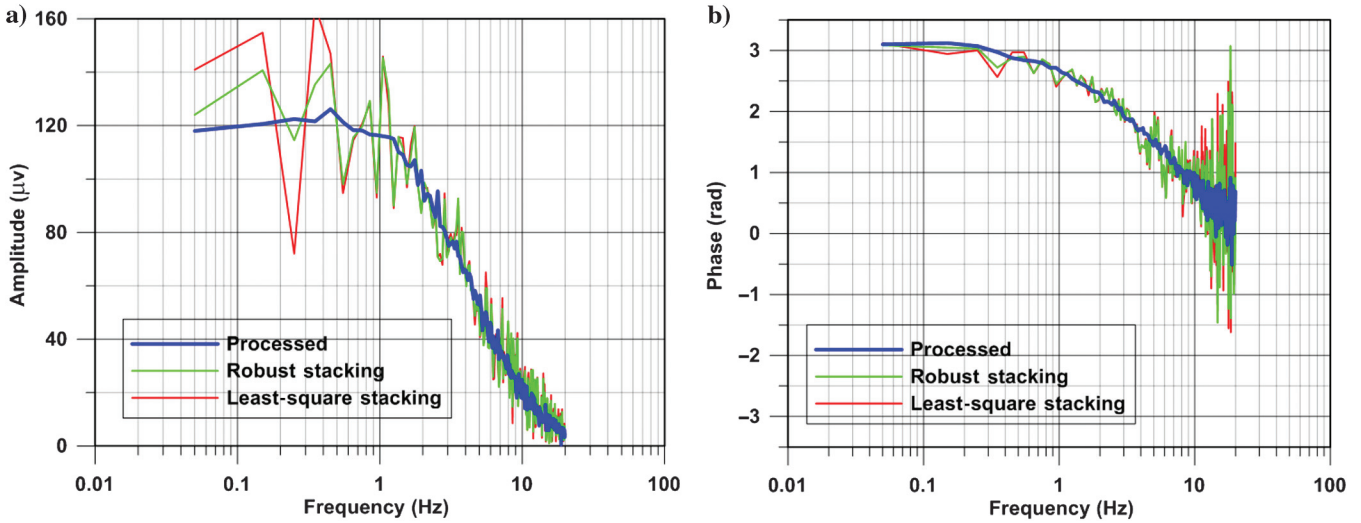 a)
160
120
80
40
0
Amplitude (μv)
Processed
Robust stacking
Least-square stacking
0.01 0.1 1 10 100
Frequency (Hz)
b)
3
2
1
0
−1
−2
−3
Phase (rad)
Processed
Robust stacking
Least-square stacking
0.01 0.1 1 10 100
Frequency (Hz)